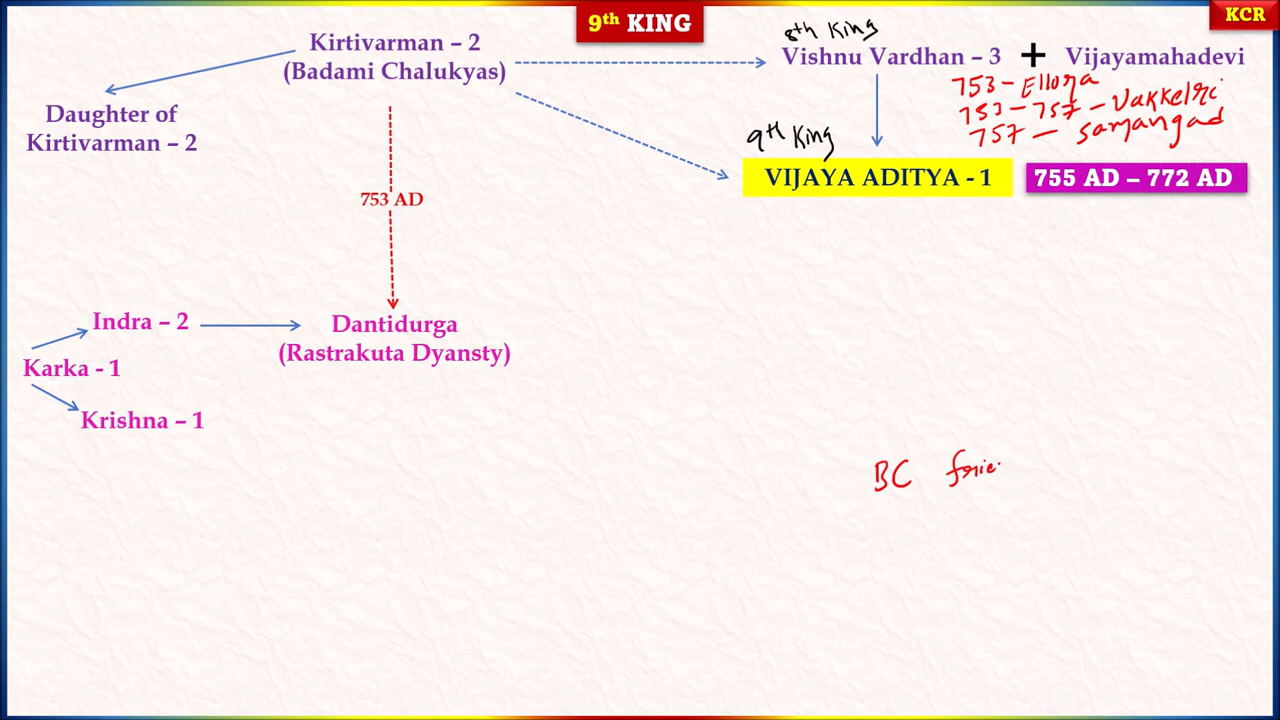 9th KING
KCR
8th King
Kirtivarman – 2
(Badami Chalukyas)
Vishnu Vardhan – 3 + Vijayamahadevi
753 – Ellora
753 – 757 – Vakkelri
757 – Samangad
Daughter of
Kirtivarman – 2
9th King
VIJAYA ADITYA - 1
755 AD – 772 AD
753 AD
Indra – 2
Dantidurga
(Rastrakuta Dyansty)
Karka - 1
Krishna – 1
BC